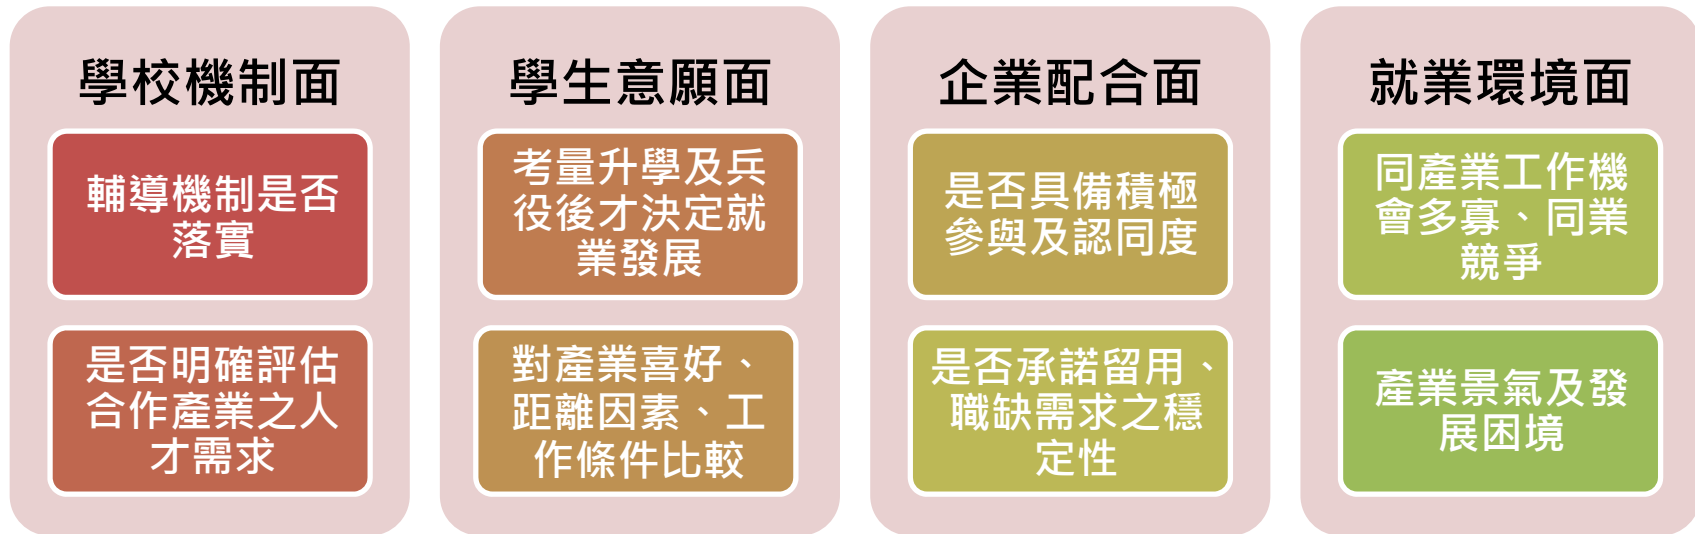 學校機制面
輔導機制是否
落實
是否明確評估
合作產業之人
才需求
學生意願面
考量升學及兵
役後才決定就
業發展
對產業喜好、
距離因素、工
作條件比較
企業配合面
是否具備積極
參與及認同度
是否承諾留用、
職缺需求之穩
定性
就業環境面
同產業工作機
會多寡、同業
競爭
產業景氣及發
展困境